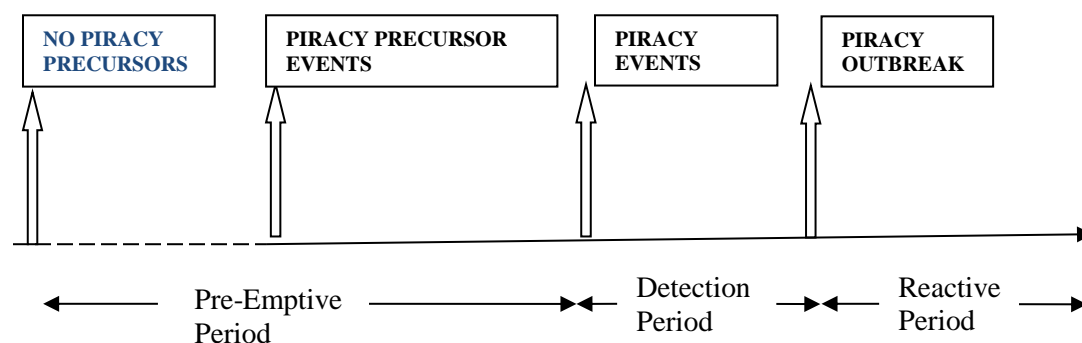 NO PIRACY
PRECURSORS
PIRACY PRECURSOR
EVENTS
PIRACY
EVENTS
PIRACY
OUTBREAK
Pre-Emptive
Period
Detection
Period
Reactive
Period